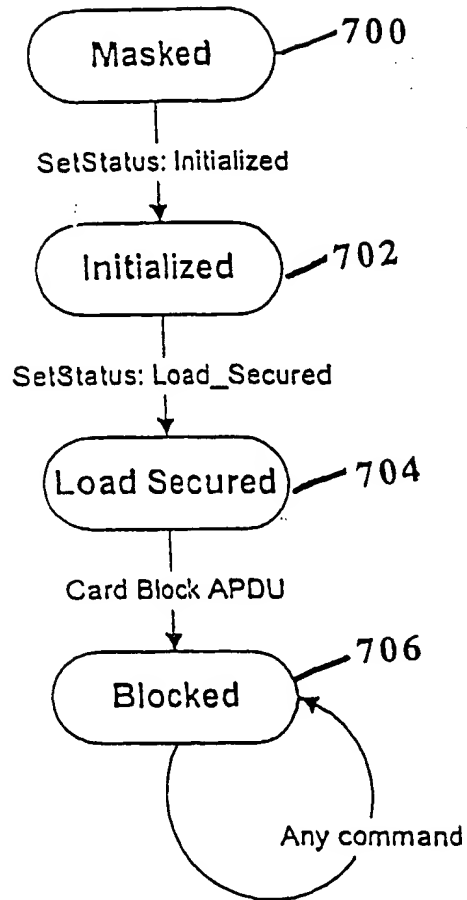 Masked
700
SetStatus: Initialized
Initialized
702
SetStatus: Load_Secured
Load Secured
704
Card Block APDU
Blocked
706
Any command